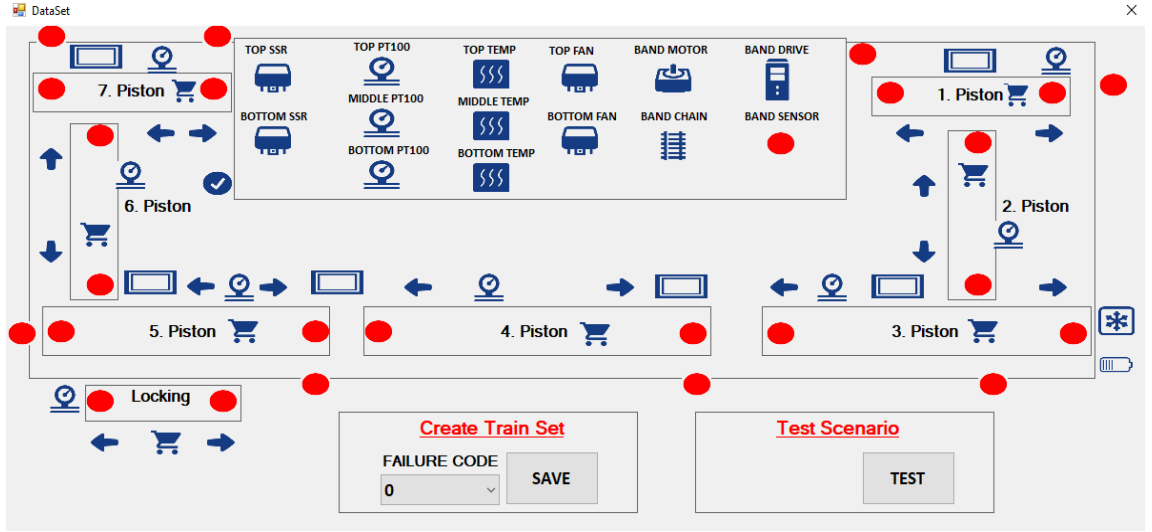 DataSet
TOP SSR
TOP PT100
TOP TEMP
TOP FAN
BAND MOTOR
BAND DRIVE
7. Piston
1. Piston
MIDDLE PT100
MIDDLE TEMP
BOTTOM SSR
BOTTOM FAN
BAND CHAIN
BAND SENSOR
BOTTOM PT100
BOTTOM TEMP
6. Piston
2. Piston
5. Piston
4. Piston
3. Piston
Locking
Create Train Set
Test Scenario
FAILURE CODE
0
SAVE
TEST